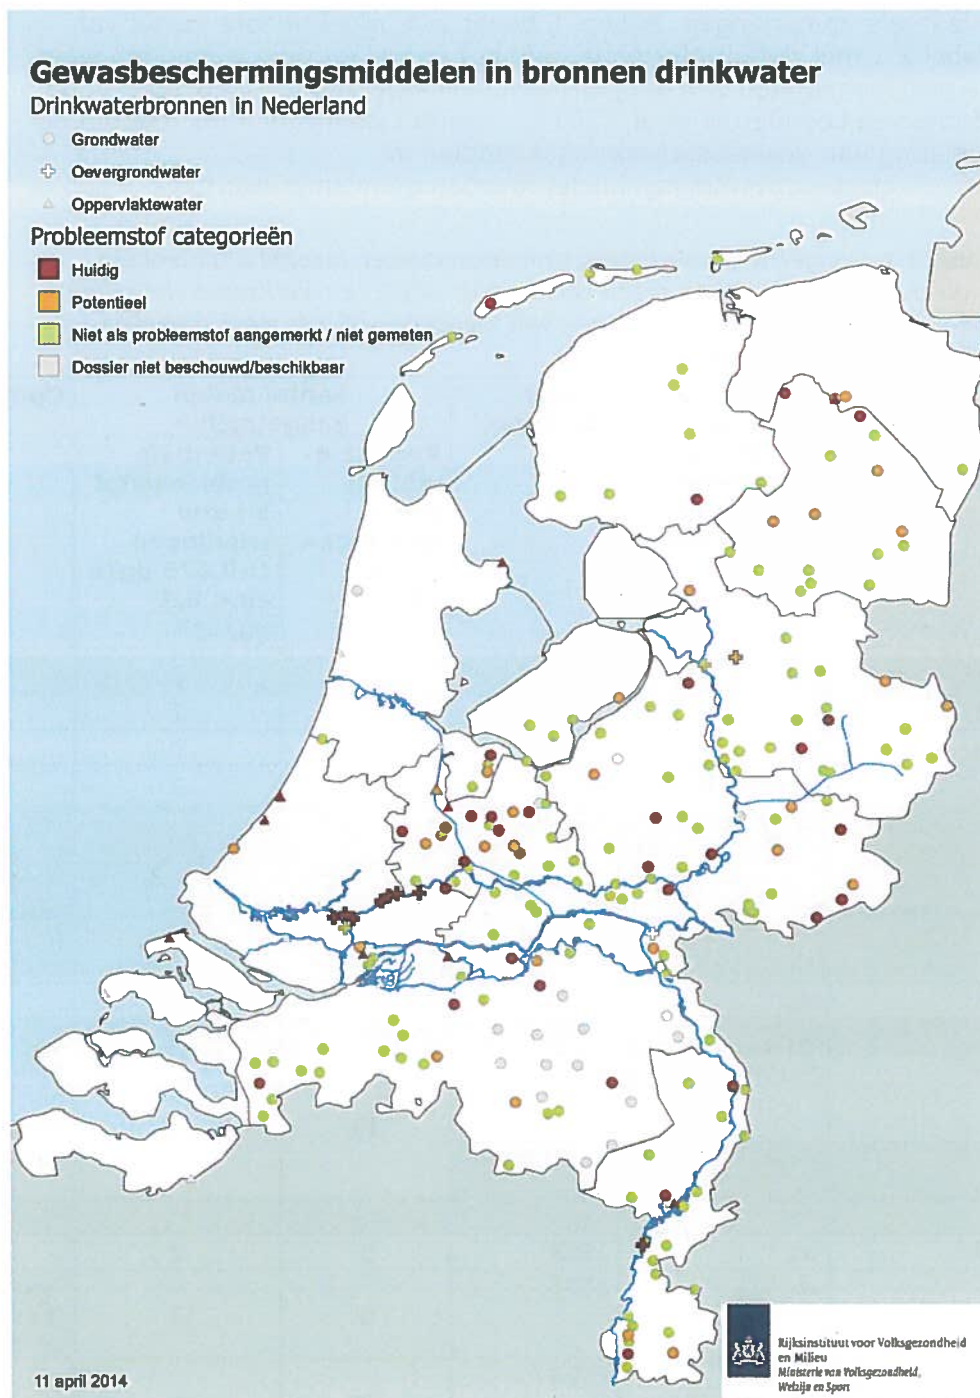 Gewasbeschermingsmiddelen in bronnen drinkwater
Drinkwaterbronnen in Nederland
Grondwater
Oevergrondwater
Oppervlaktewater
Probleemstof categorieën
Huidig
Potentieel
Niet als probleemstof aangemerkt / niet gemeten
Dossier niet beschouwd/beschikbaar
Rijksinstituut voor Volksgezondheid
en Milieu
Ministerie van Volksgezondheid,
Welzijn en Sport
11 april 2014